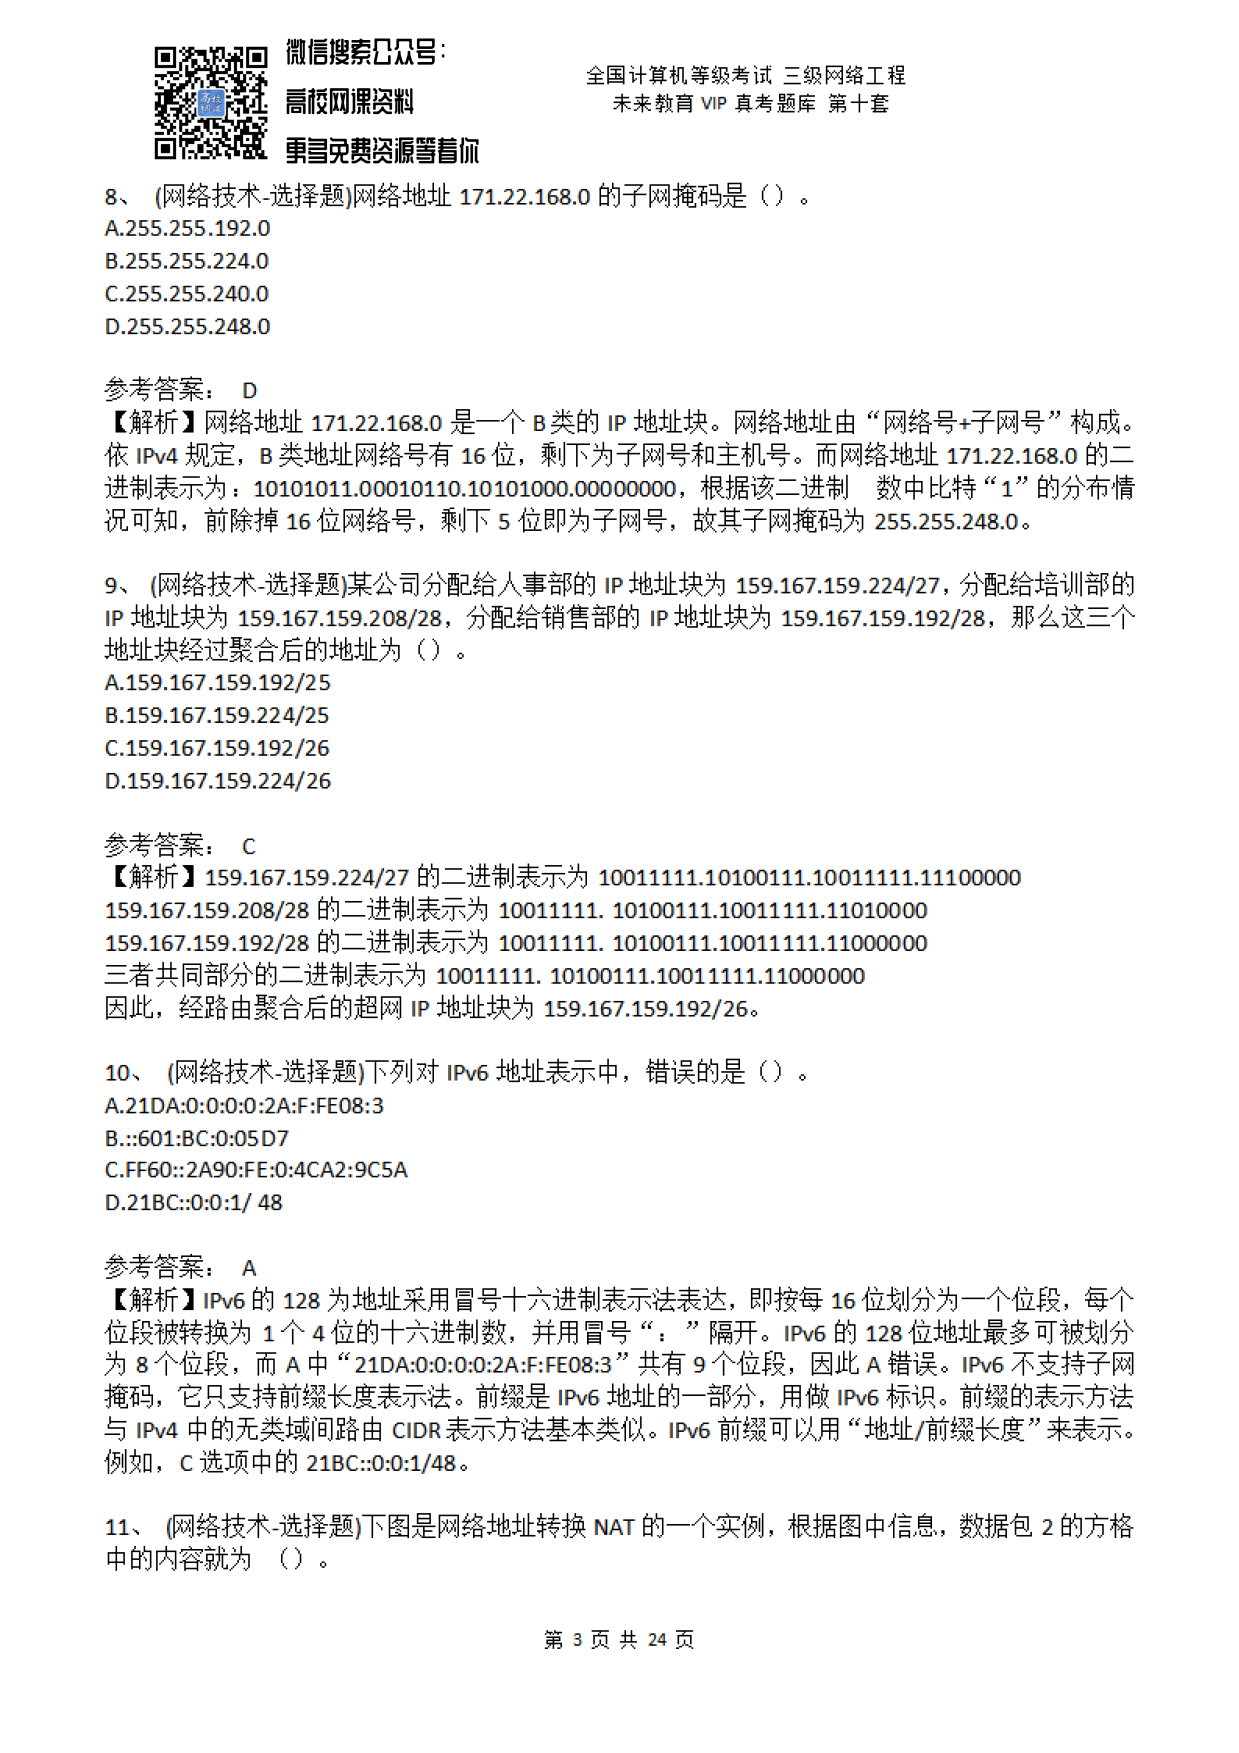 微信搜索公众号：
高校网课资料
更多免费资源等着你
全国计算机等级考试 三级网络工程
未来教育 VIP 真考题库 第十套
8、 (网络技术-选择题)网络地址 171.22.168.0 的子网掩码是（）。
A.255.255.192.0
B.255.255.224.0
C.255.255.240.0
D.255.255.248.0
参考答案： D
【解析】网络地址 171.22.168.0 是一个 B 类的 IP 地址块。网络地址由“网络号+子网号”构成。
依 IPv4 规定，B 类地址网络号有 16 位，剩下为子网号和主机号。而网络地址 171.22.168.0 的二
进制表示为：10101011.00010110.10101000.00000000，根据该二进制 数中比特“1”的分布情
况可知，前除掉 16 位网络号，剩下 5 位即为子网号，故其子网掩码为 255.255.248.0。
9、 (网络技术-选择题)某公司分配给人事部的 IP 地址块为 159.167.159.224/27，分配给培训部的
IP 地址块为 159.167.159.208/28，分配给销售部的 IP 地址块为 159.167.159.192/28，那么这三个
地址块经过聚合后的地址为（）。
A.159.167.159.192/25
B.159.167.159.224/25
C.159.167.159.192/26
D.159.167.159.224/26
参考答案： C
【解析】159.167.159.224/27 的二进制表示为 10011111.10100111.10011111.11100000
159.167.159.208/28 的二进制表示为 10011111. 10100111.10011111.11010000
159.167.159.192/28 的二进制表示为 10011111. 10100111.10011111.11000000
三者共同部分的二进制表示为 10011111. 10100111.10011111.11000000
因此，经路由聚合后的超网 IP 地址块为 159.167.159.192/26。
10、 (网络技术-选择题)下列对 IPv6 地址表示中，错误的是（）。
A.21DA:0:0:0:0:2A:F:FE08:3
B.::601:BC:0:05D7
C.FF60::2A90:FE:0:4CA2:9C5A
D.21BC::0:0:1/ 48
参考答案： A
【解析】IPv6 的 128 为地址采用冒号十六进制表示法表达，即按每 16 位划分为一个位段，每个
位段被转换为 1 个 4 位的十六进制数，并用冒号“：”隔开。IPv6 的 128 位地址最多可被划分
为 8 个位段，而 A 中“21DA:0:0:0:0:2A:F:FE08:3”共有 9 个位段，因此 A 错误。IPv6 不支持子网
掩码，它只支持前缀长度表示法。前缀是 IPv6 地址的一部分，用做 IPv6 标识。前缀的表示方法
与 IPv4 中的无类域间路由 CIDR 表示方法基本类似。IPv6 前缀可以用“地址/前缀长度”来表示。
例如，C 选项中的 21BC::0:0:1/48。
11、 (网络技术-选择题)下图是网络地址转换 NAT 的一个实例，根据图中信息，数据包 2 的方格
中的内容就为 （）。
第 3 页 共 24 页